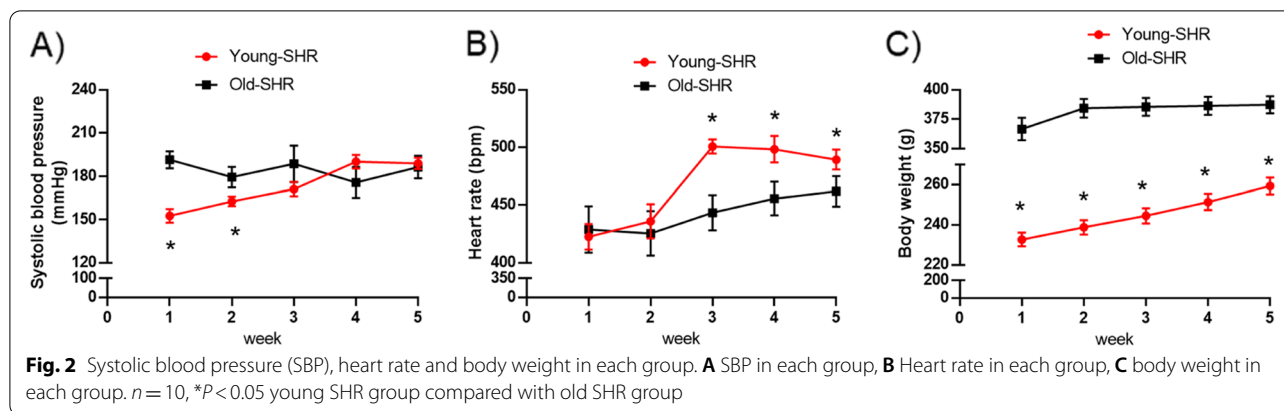 A)
Young-SHR
Old-SHR
Systolic blood pressure
(mmHg)
240
210
180
150
120
100
0
*
*
0 1 2 3 4 5
week
B)
Young-SHR
Old-SHR
Heart rate (bpm)
550
500
450
400
350
0
*
*
*
0 1 2 3 4 5
week
C)
Young-SHR
Old-SHR
Body weight (g)
400
375
350
260
240
220
200
0
*
*
*
*
*
0 1 2 3 4 5
week
Fig. 2 Systolic blood pressure (SBP), heart rate and body weight in each group. A SBP in each group, B Heart rate in each group, C body weight in
each group. n = 10, *P < 0.05 young SHR group compared with old SHR group